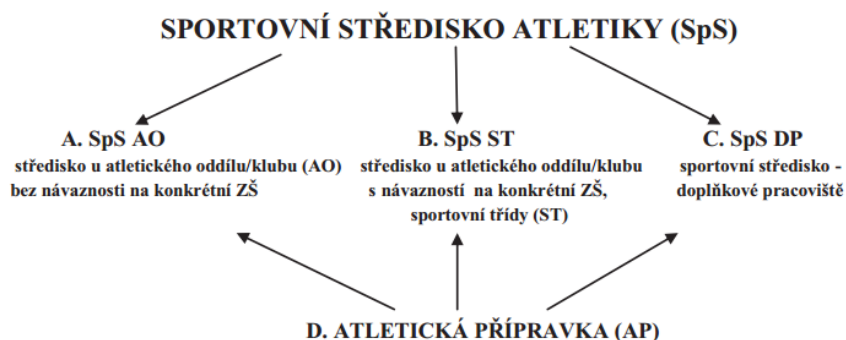 SPORTOVNÍ STŘEDISKO ATLETIKY (SpS)
A. SpS AO
středisko u atletického oddílu/klubu (AO)
bez návaznosti na konkrétní ZŠ
B. SpS ST
středisko u atletického oddílu/klubu
s návazností na konkrétní ZŠ,
sportovní třídy (ST)
C. SpS DP
sportovní středisko -
doplňkové pracoviště
D. ATLETICKÁ PŘÍPRAVKA (AP)